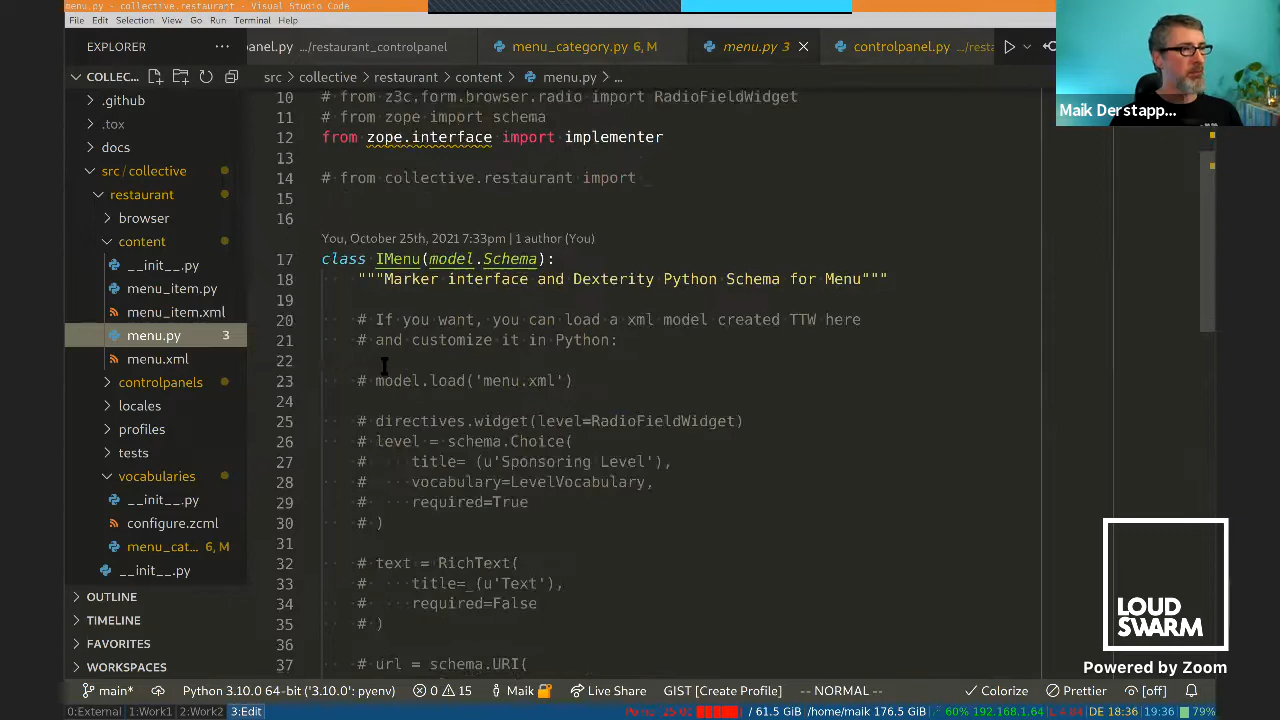 menu.py - collective.restaurant - Visual Studio Code
File Edit Selection View Go Run Terminal Help
EXPLORER
anel.py .../restaurant_controlpanel
menu_category.py 6, M
menu.py 3
controlpanel.py .../resta
COLLEC...
src > collective > restaurant > content > menu.py > ...
.github
.tox
docs
src / collective
restaurant
browser
content
__init__.py
menu_item.py
menu_item.xml
menu.py 3
menu.xml
controlpanels
locales
profiles
tests
vocabularies
__init__.py
configure.zcml
menu_cat... 6, M
__init__.py
OUTLINE
TIMELINE
FAVORITES
WORKSPACES
10 # from z3c.form.browser.radio import RadioFieldWidget
11 # from zope import schema
12 from zope.interface import implementer
13
14 # from collective.restaurant import _
15
16
You, October 25th, 2021 7:33pm | 1 author (You)
17 class IMenu(model.Schema):
18 """Marker interface and Dexterity Python Schema for Menu"""
19
20 # If you want, you can load a xml model created TTW here
21 # and customize it in Python:
22
23 # model.load('menu.xml')
24
25 # directives.widget(level=RadioFieldWidget)
26 # level = schema.Choice(
27 # title=_(u'Sponsoring Level'),
28 # vocabulary=LevelVocabulary,
29 # required=True
30 # )
31
32 # text = RichText(
33 # title=_(u'Text'),
34 # required=False
35 # )
36
37 # url = schema.URI(
Maik Derstapp...
LOUD
SWARM
Powered by Zoom
main* Python 3.10.0 64-bit ('3.10.0': pyenv) 0 15 Maik Live Share GIST [Create Profile] -- NORMAL -- Colorize Prettier [off]
0:External 1:Work1 2:Work2 3:Edit / 61.5 GiB /home/maik 176.5 GiB 60% 192.168.1.64 DE 18:36 19:36 79%